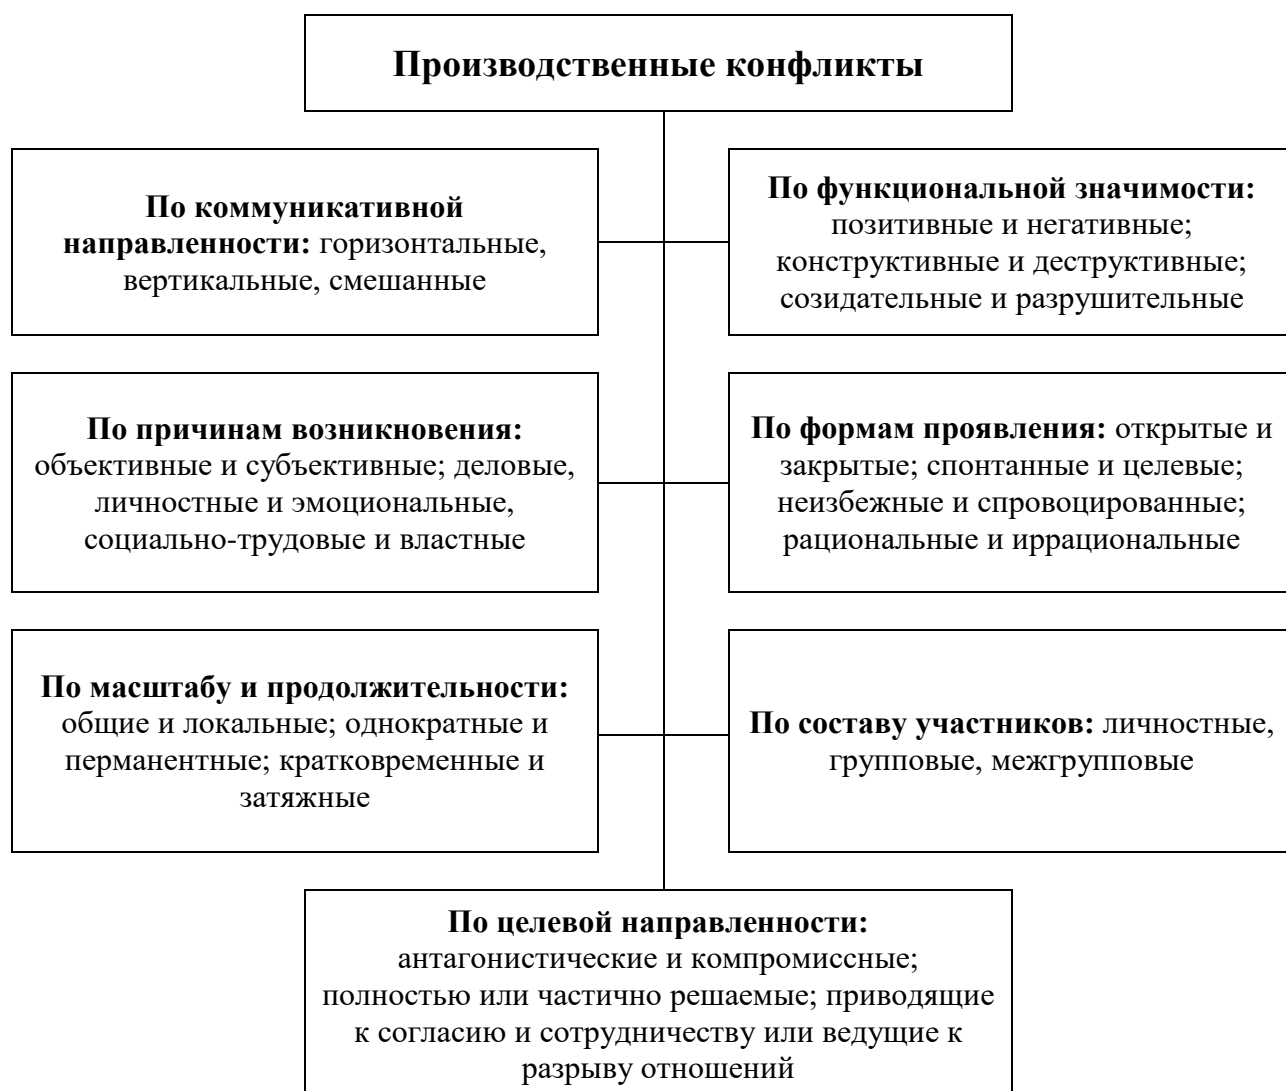 Производственные конфликты
По коммуникативной
направленности: горизонтальные,
вертикальные, смешанные
По функциональной значимости:
позитивные и негативные;
конструктивные и деструктивные;
созидательные и разрушительные
По причинам возникновения:
объективные и субъективные; деловые,
личностные и эмоциональные,
социально-трудовые и властные
По формам проявления: открытые и
закрытые; спонтанные и целевые;
неизбежные и спровоцированные;
рациональные и иррациональные
По масштабу и продолжительности:
общие и локальные; однократные и
перманентные; кратковременные и
затяжные
По составу участников: личностные,
групповые, межгрупповые
По целевой направленности:
антагонистические и компромиссные;
полностью или частично решаемые; приводящие
к согласию и сотрудничеству или ведущие к
разрыву отношений